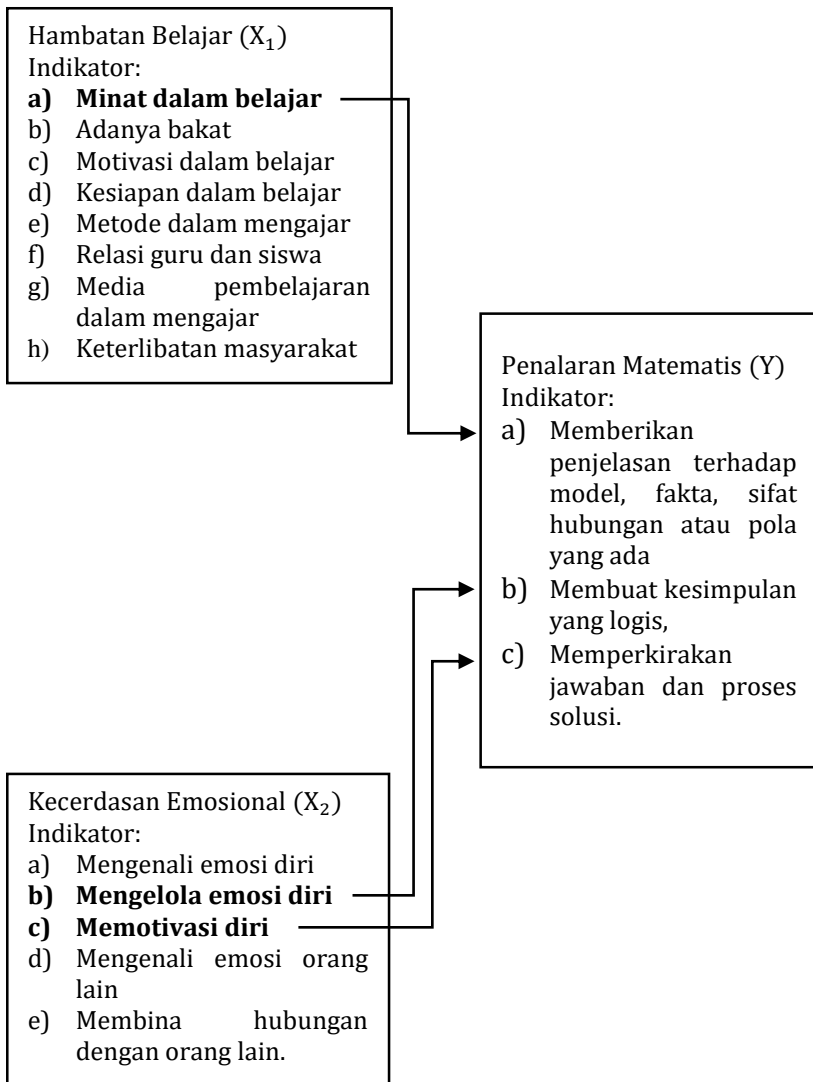 Hambatan Belajar (X₁)
Indikator:
a) Minat dalam belajar
b) Adanya bakat
c) Motivasi dalam belajar
d) Kesiapan dalam belajar
e) Metode dalam mengajar
f) Relasi guru dan siswa
g) Media pembelajaran
dalam mengajar
h) Keterlibatan masyarakat
Penalaran Matematis (Y)
Indikator:
a) Memberikan
penjelasan terhadap
model, fakta, sifat
hubungan atau pola
yang ada
b) Membuat kesimpulan
yang logis,
c) Memperkirakan
jawaban dan proses
solusi.
Kecerdasan Emosional (X₂)
Indikator:
a) Mengenali emosi diri
b) Mengelola emosi diri
c) Memotivasi diri
d) Mengenali emosi orang
lain
e) Membina hubungan
dengan orang lain.